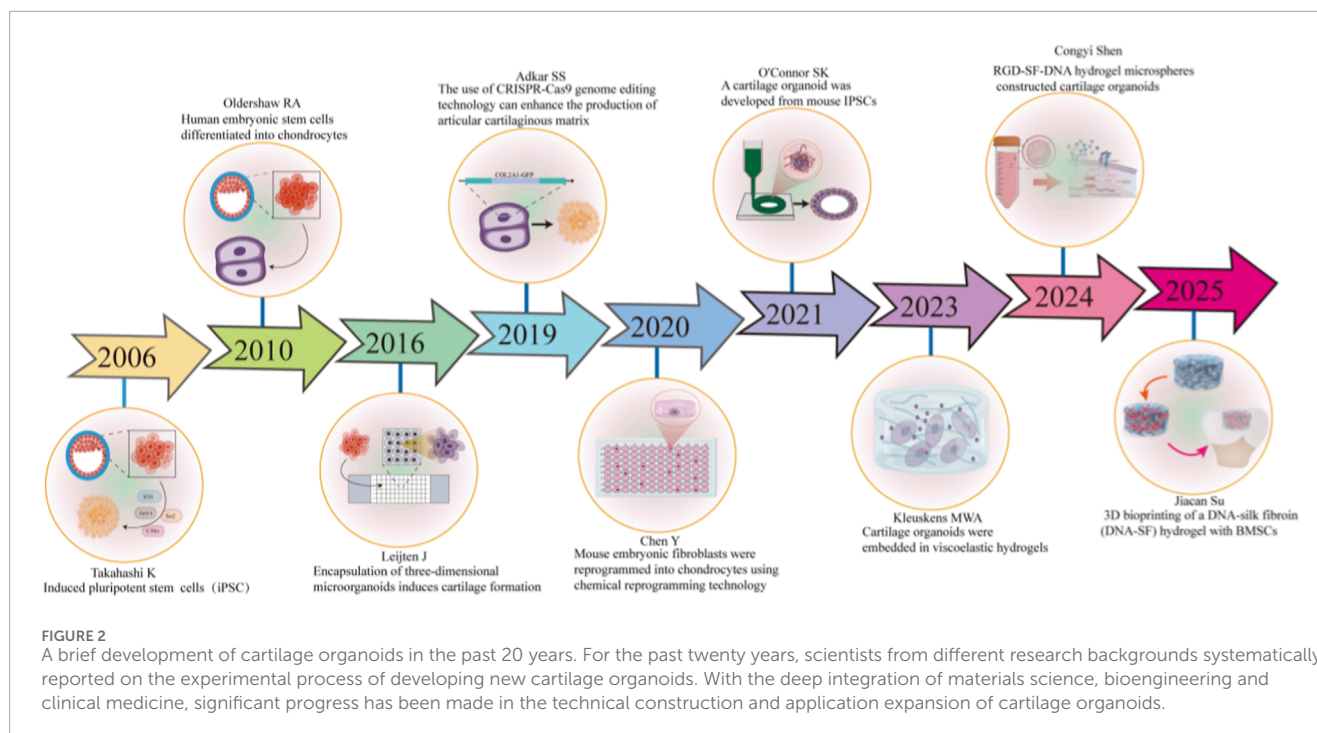 Oldershaw RA
Human embryonic stem cells
differentiated into chondrocytes
Adkar SS
The use of CRISPR-Cas9 genome editing
technology can enhance the production of
articular cartilaginous matrix
COL2A1-GFP
O'Connor SK
A cartilage organoid was
developed from mouse IPSCs
Congyi Shen
RGD-SF-DNA hydrogel microspheres
constructed cartilage organoids
2006
2010
2016
2019
2020
2021
2023
2024
2025
Takahashi K
Induced pluripotent stem cells (iPSC)
Leijten J
Encapsulation of three-dimensional
microorganoids induces cartilage formation
Chen Y
Mouse embryonic fibroblasts were
reprogrammed into chondrocytes using
chemical reprogramming technology
Kleuskens MWA
Cartilage organoids were
embedded in viscoelastic hydrogels
Jiacan Su
3D bioprinting of a DNA-silk fibroin
(DNA-SF) hydrogel with BMSCs
FIGURE 2
A brief development of cartilage organoids in the past 20 years. For the past twenty years, scientists from different research backgrounds systematically
reported on the experimental process of developing new cartilage organoids. With the deep integration of materials science, bioengineering and
clinical medicine, significant progress has been made in the technical construction and application expansion of cartilage organoids.